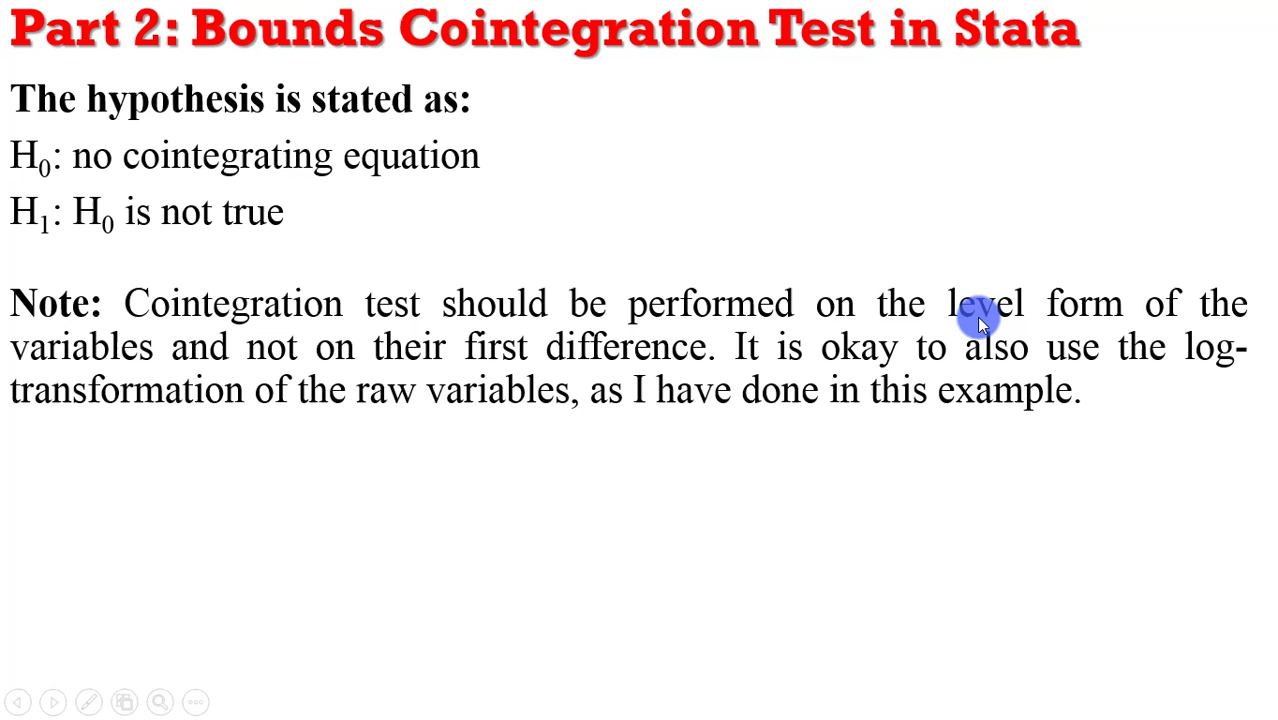 Part 2: Bounds Cointegration Test in Stata
The hypothesis is stated as:
H₀: no cointegrating equation
H₁: H₀ is not true
Note: Cointegration test should be performed on the level form of the
variables and not on their first difference. It is okay to also use the log-
transformation of the raw variables, as I have done in this example.